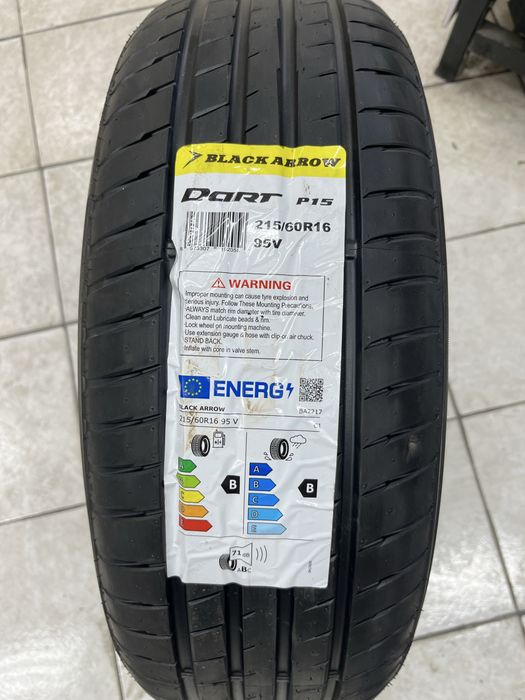 BLACK ARROW
DART P15
215/60R16
95V
WARNING
Improper mounting can cause tyre explosion and
serious injury. Follow These Mounting Precautions.
·ALWAYS match rim diameter with tire diameter.
·Clean and Lubricate beads & rim.
·Lock wheel on mounting machine.
·Use extension gauge & hose with clip-on air chuck.
STAND BACK.
Inflate with core in valve stem.
ENERG
BLACK ARROW BA2717
215/60R16 95 V C1
A
B
A
B
C
D
E
B
71 dB
ABC